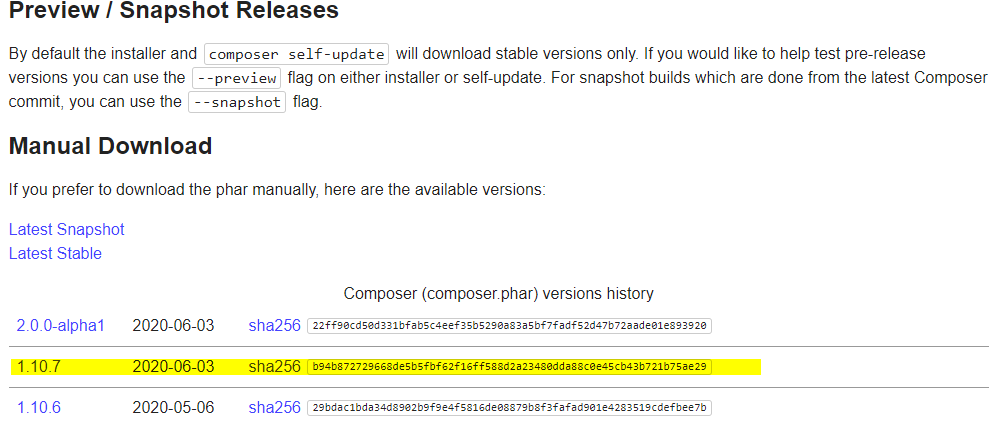 Preview / Snapshot Releases
By default the installer and composer self-update will download stable versions only. If you would like to help test pre-release
versions you can use the --preview flag on either installer or self-update. For snapshot builds which are done from the latest Composer
commit, you can use the --snapshot flag.
Manual Download
If you prefer to download the phar manually, here are the available versions:
Latest Snapshot
Latest Stable
Composer (composer.phar) versions history
2.0.0-alpha1 2020-06-03 sha256 22ff90cd50d331bfab5c4eef35b5290a83a5bf7fadf52d47b72aade01e893920
1.10.7 2020-06-03 sha256 b94b872729668de5b5fbf62f16ff588d2a23480dda88c0e45cb43b721b75ae29
1.10.6 2020-05-06 sha256 29bdac1bda34d8902b9f9e4f5816de08879b8f3fafad901e4283519cdefbee7b